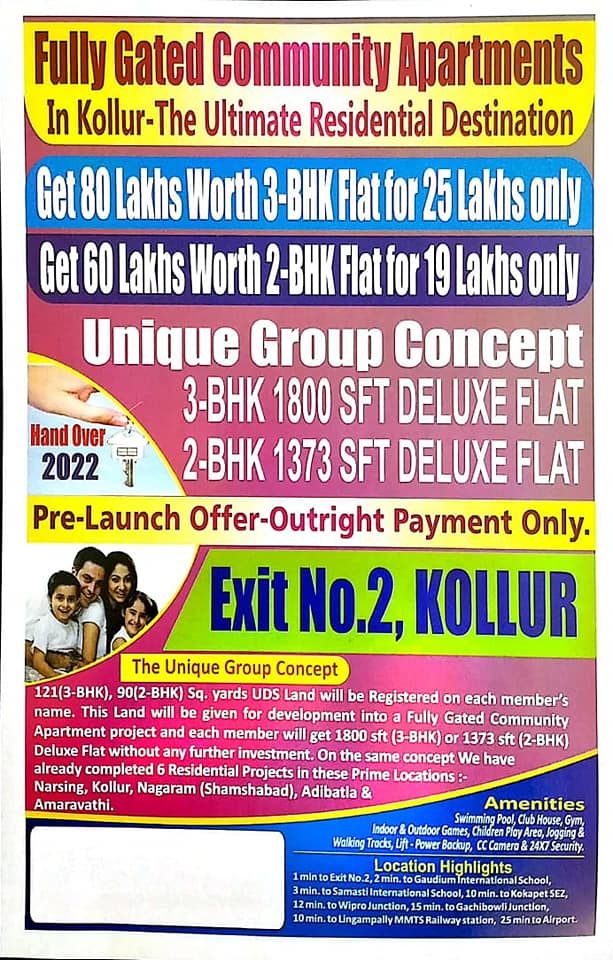 Fully Gated Community Apartments
In Kollur-The Ultimate Residential Destination
Get 80 Lakhs Worth 3-BHK Flat for 25 Lakhs only
Get 60 Lakhs Worth 2-BHK Flat for 19 Lakhs only
Unique Group Concept
3-BHK 1800 SFT DELUXE FLAT
2-BHK 1373 SFT DELUXE FLAT
Hand Over
2022
Pre-Launch Offer-Outright Payment Only.
Exit No.2, KOLLUR
The Unique Group Concept
121(3-BHK), 90(2-BHK) Sq. yards UDS Land will be Registered on each member's
name. This Land will be given for development into a Fully Gated Community
Apartment project and each member will get 1800 sft (3-BHK) or 1373 sft (2-BHK)
Deluxe Flat without any further investment. On the same concept We have
already completed 6 Residential Projects in these Prime Locations :-
Narsing, Kollur, Nagaram (Shamshabad), Adibatla &
Amaravathi.
Amenities
Swimming Pool, Club House, Gym,
Indoor & Outdoor Games, Children Play Area, Jogging &
Walking Tracks, Lift - Power Backup, CC Camera & 24X7 Security.
Location Highlights
1 min to Exit No.2, 2 min. to Gaudium International School,
3 min. to Samasti International School, 10 min. to Kokapet SEZ,
12 min. to Wipro Junction, 15 min. to Gachibowli Junction,
10 min. to Lingampally MMTS Railway station, 25 min to Airport.